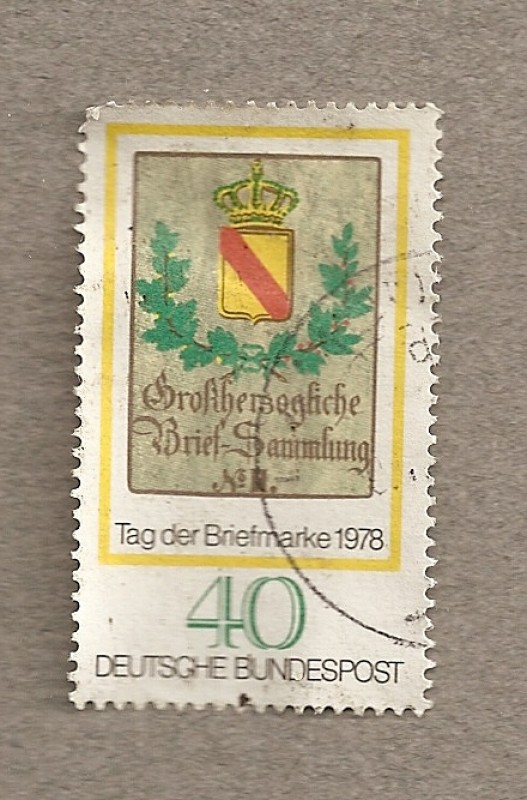 Großherzogliche
Brief-Sammlung
Tag der Briefmarke 1978
40
DEUTSCHE BUNDESPOST